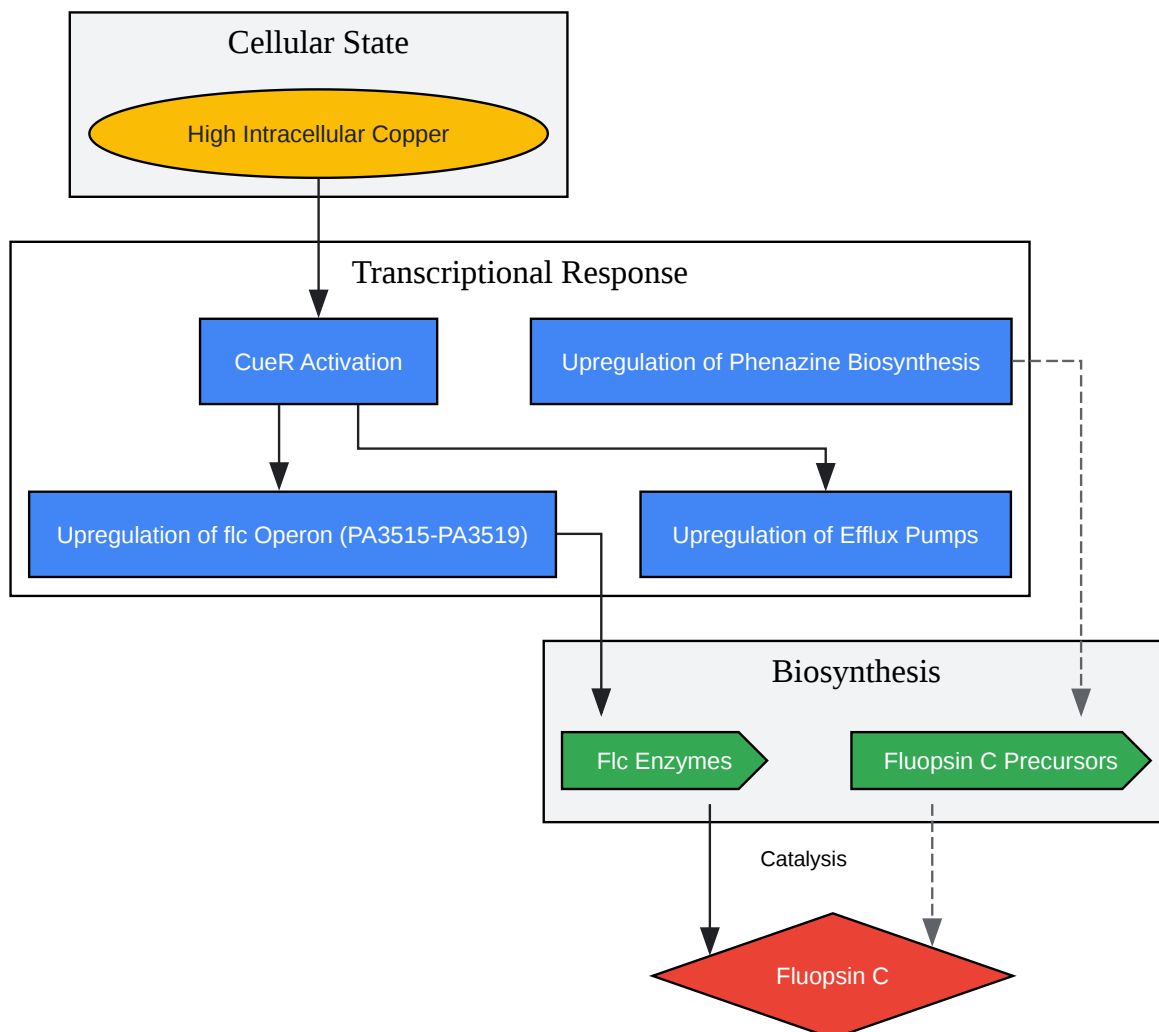 Cellular State
High Intracellular Copper
Transcriptional Response
CueR Activation
Upregulation of Phenazine Biosynthesis
Upregulation of flc Operon (PA3515-PA3519)
Upregulation of Efflux Pumps
Biosynthesis
Flc Enzymes
Fluopsin C Precursors
Catalysis
Fluopsin C